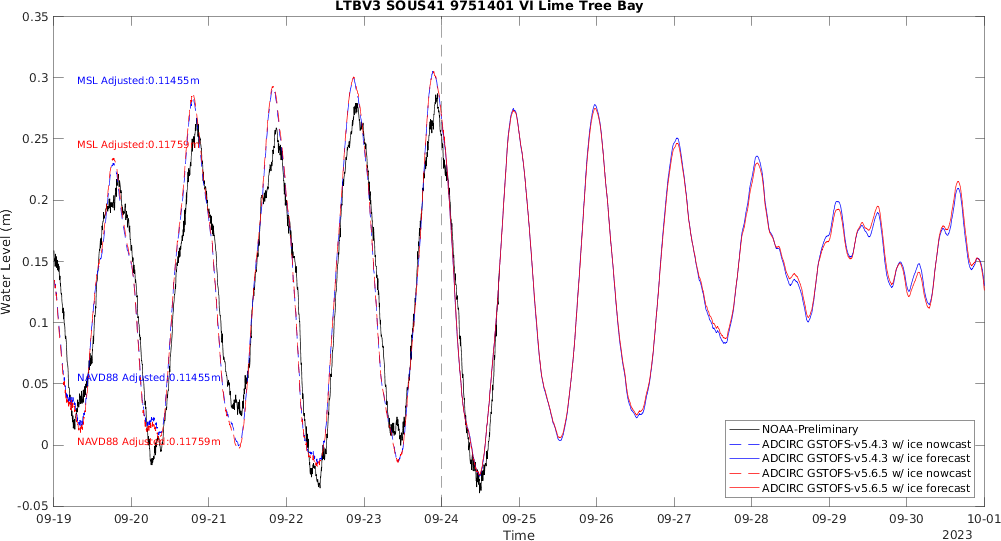 LTBV3 SOUS41 9751401 VI Lime Tree Bay
0.35
0.3
0.25
0.2
0.15
0.1
0.05
0
-0.05
Water Level (m)
MSL Adjusted:0.11455m
MSL Adjusted:0.11759m
NAVD88 Adjusted:0.11455m
NAVD88 Adjusted:0.11759m
NOAA-Preliminary
ADCIRC GSTOFS-v5.4.3 w/ ice nowcast
ADCIRC GSTOFS-v5.4.3 w/ ice forecast
ADCIRC GSTOFS-v5.6.5 w/ ice nowcast
ADCIRC GSTOFS-v5.6.5 w/ ice forecast
09-19 09-20 09-21 09-22 09-23 09-24 09-25 09-26 09-27 09-28 09-29 09-30 10-01
Time
2023